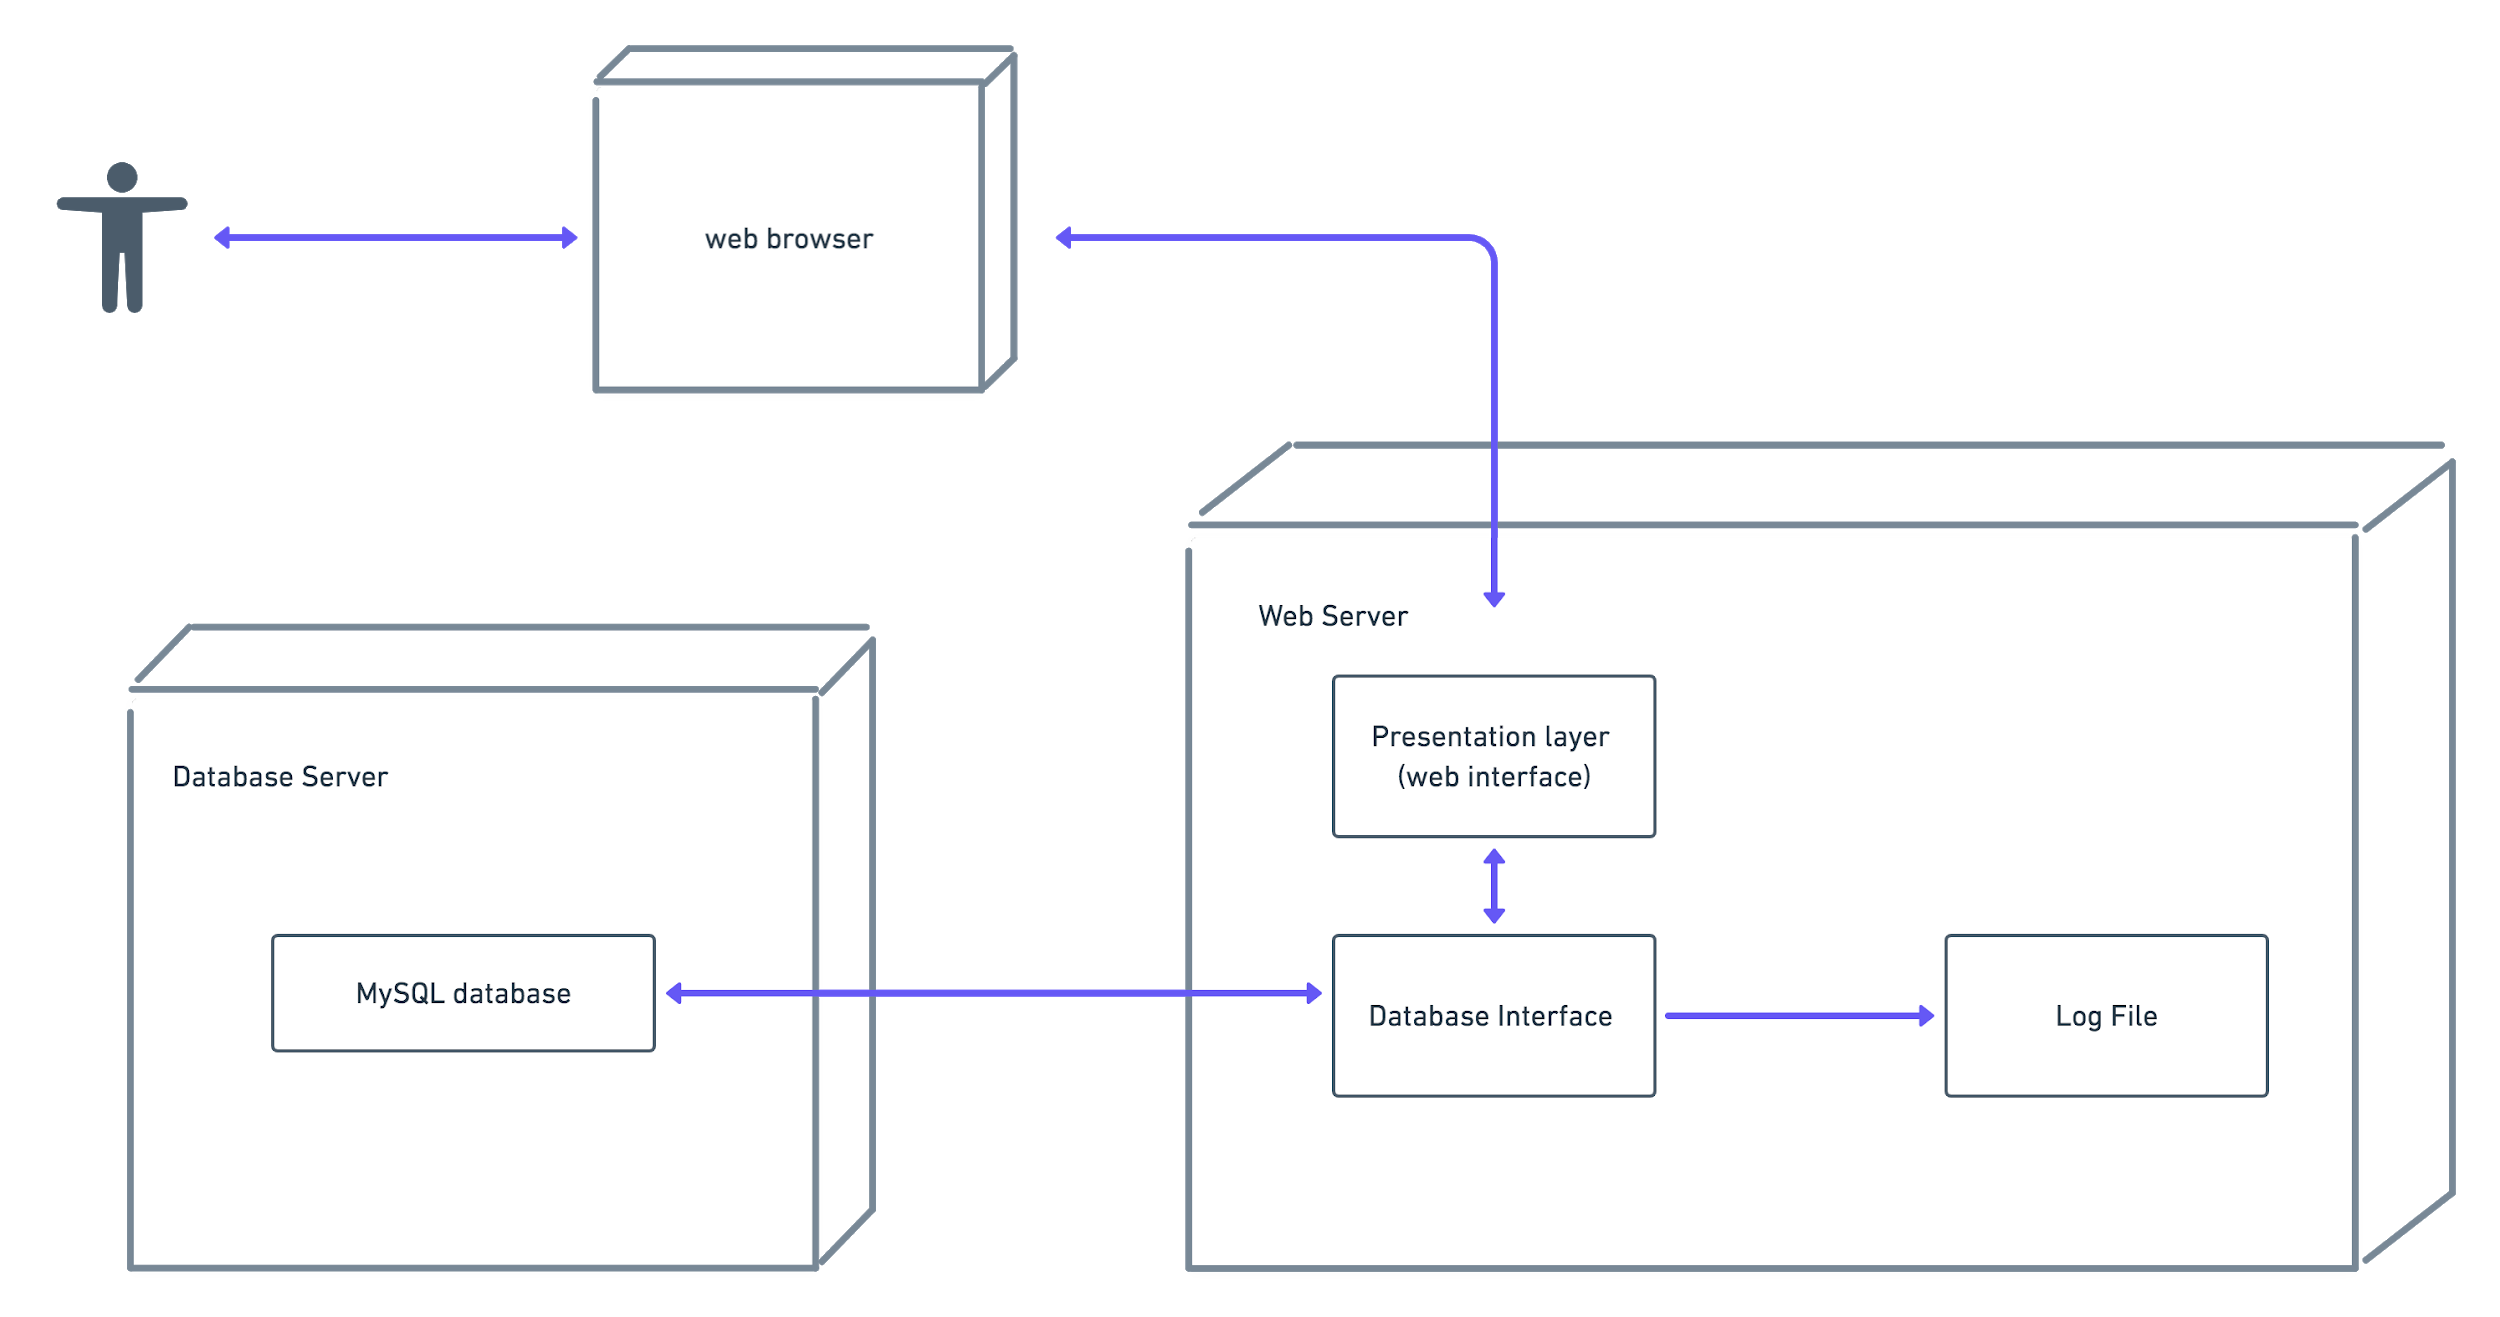 web browser
Web Server
Presentation layer
(web interface)
Database Server
MySQL database
Database Interface
Log File